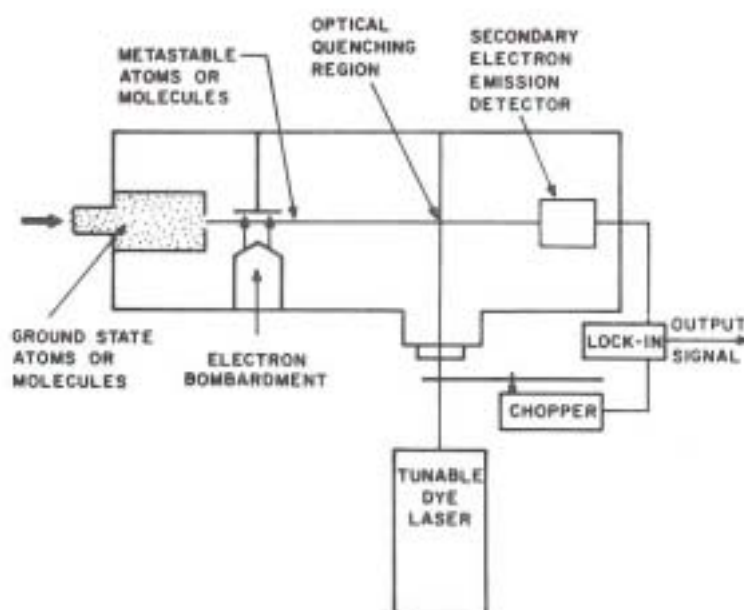 METASTABLE
ATOMS OR
MOLECULES
OPTICAL
QUENCHING
REGION
SECONDARY
ELECTRON
EMISSION
DETECTOR
GROUND STATE
ATOMS OR
MOLECULES
ELECTRON
BOMBARDMENT
LOCK-IN
OUTPUT
SIGNAL
CHOPPER
TUNABLE
DYE
LASER